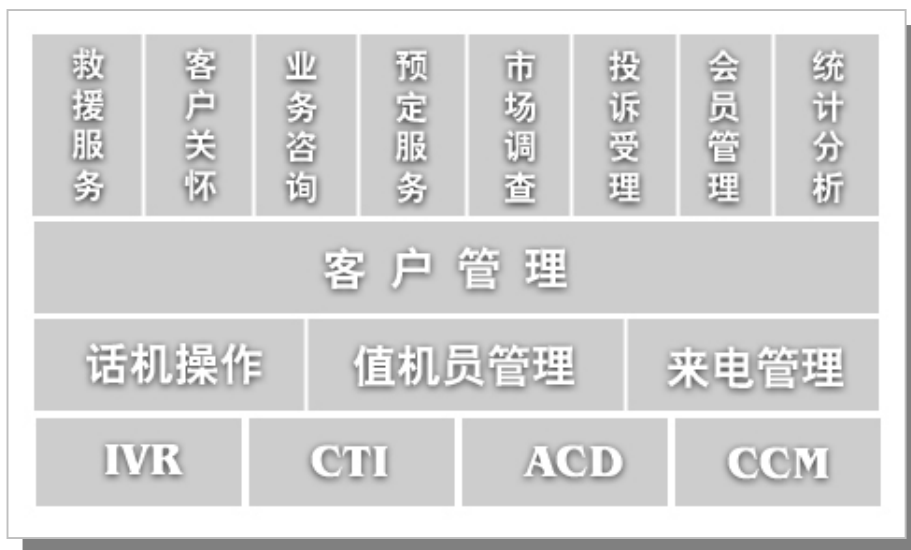 救援服务
客户关怀
业务咨询
预定服务
市场调查
投诉受理
会员管理
统计分析
客户管理
话机操作
值机员管理
来电管理
IVR
CTI
ACD
CCM